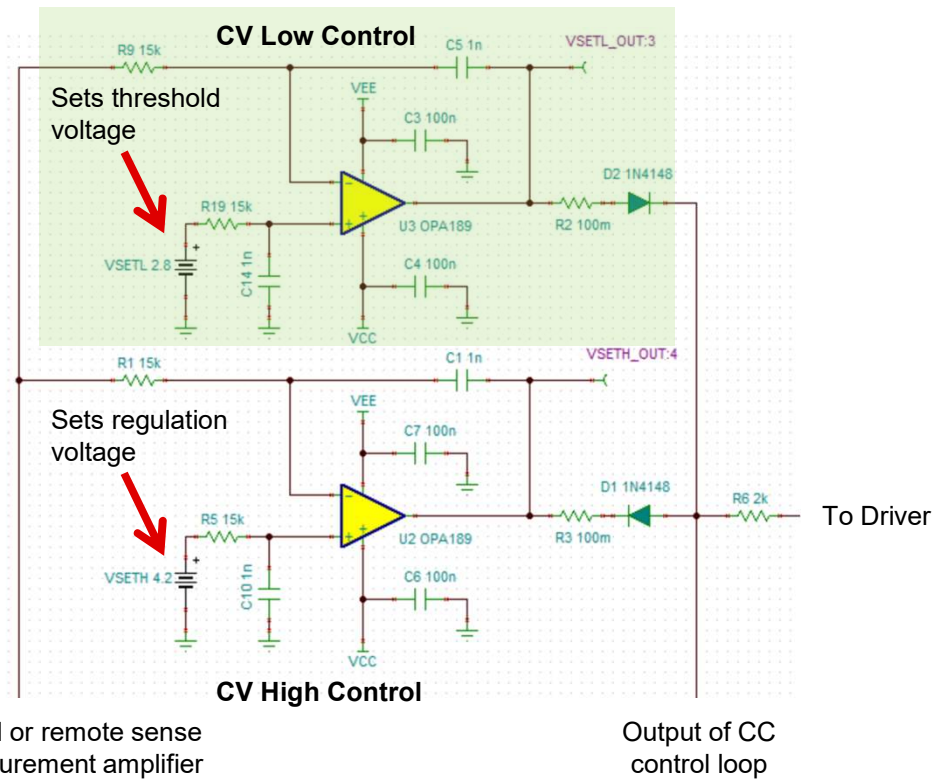 CV Low Control
R9 15k
C5 1n
VSETL_OUT:3
Sets threshold
voltage
VEE
C3 100n
D2 1N4148
R19 15k
U3 OPA189
R2 100m
VSETL 2.8
+
C14 1n
C4 100n
VCC
R1 15k
C1 1n
VSETH_OUT:4
Sets regulation
voltage
VEE
C7 100n
D1 1N4148
R6 2k
To Driver
R5 15k
U2 OPA189
R3 100m
VSETH 4.2
+
C10 1n
C6 100n
VCC
CV High Control
or remote sense
urement amplifier
Output of CC
control loop